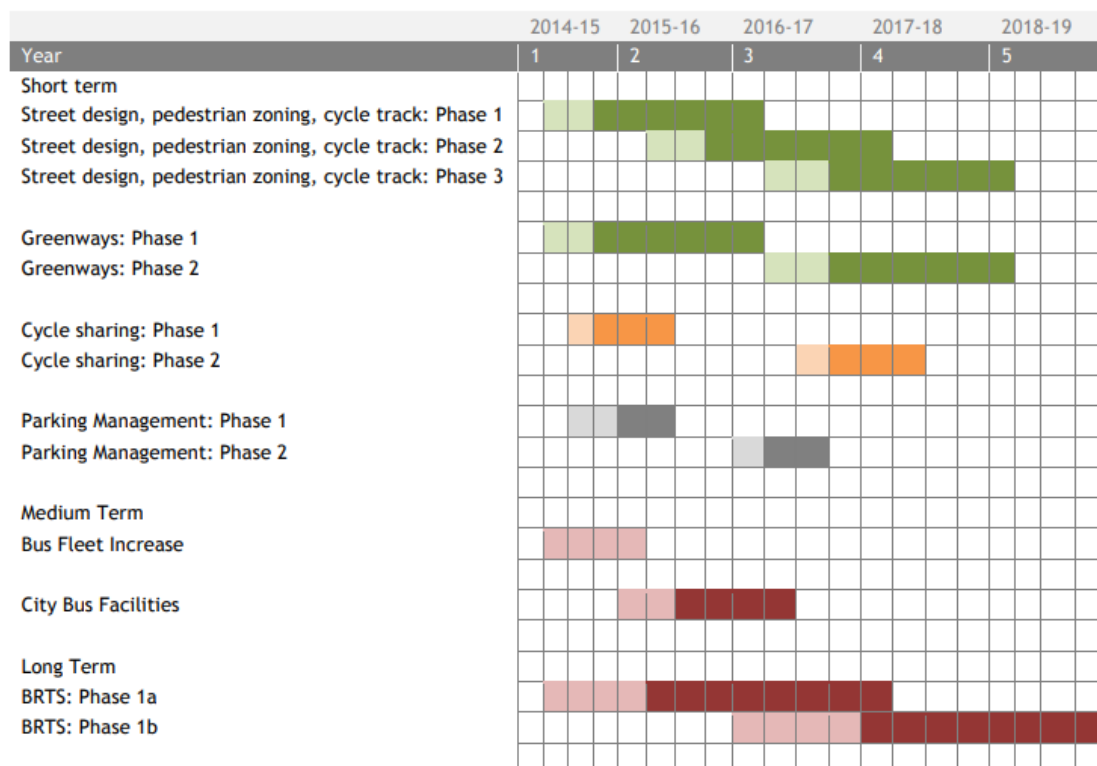 2014-15 2015-16 2016-17 2017-18 2018-19
Year 1 2 3 4 5
Short term
Street design, pedestrian zoning, cycle track: Phase 1
Street design, pedestrian zoning, cycle track: Phase 2
Street design, pedestrian zoning, cycle track: Phase 3
Greenways: Phase 1
Greenways: Phase 2
Cycle sharing: Phase 1
Cycle sharing: Phase 2
Parking Management: Phase 1
Parking Management: Phase 2
Medium Term
Bus Fleet Increase
City Bus Facilities
Long Term
BRTS: Phase 1a
BRTS: Phase 1b